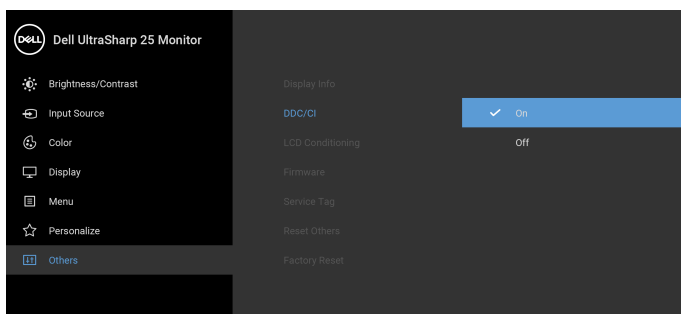 DELL Dell UltraSharp 25 Monitor
Brightness/Contrast
Input Source
Color
Display
Menu
Personalize
Others
Display Info
DDC/CI
LCD Conditioning
Firmware
Service Tag
Reset Others
Factory Reset
On
Off